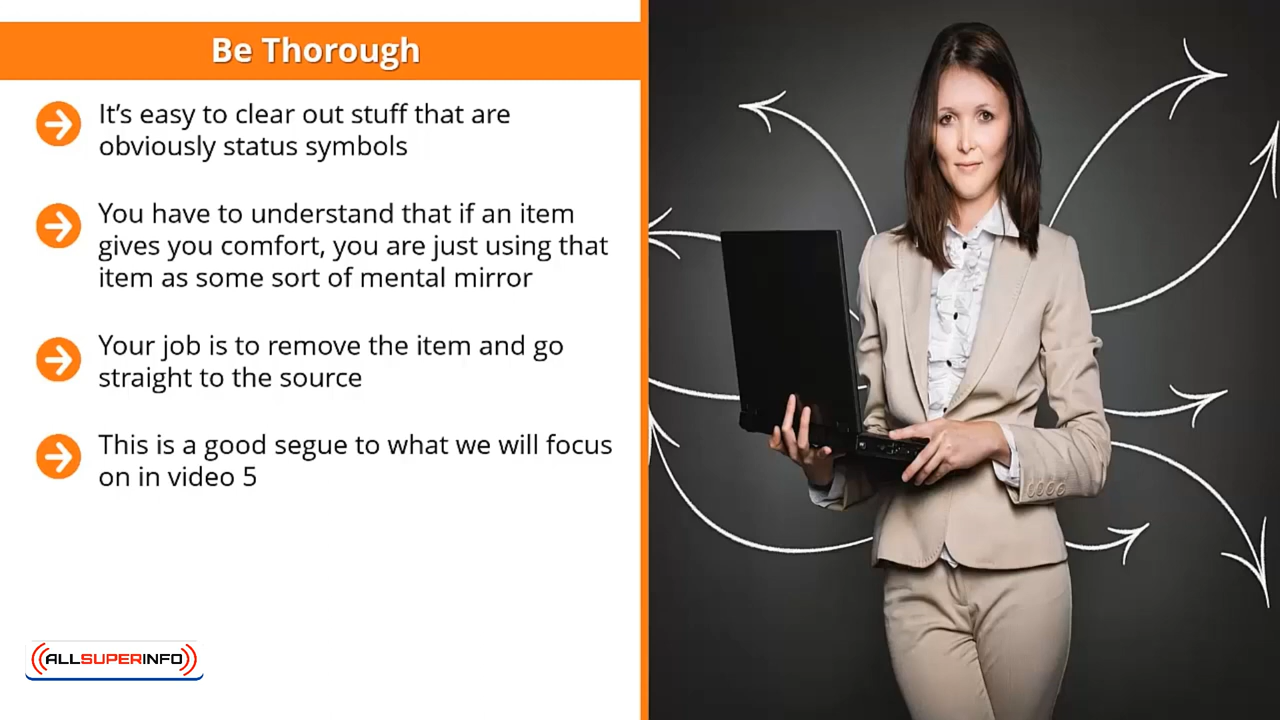 Be Thorough
It’s easy to clear out stuff that are
obviously status symbols
You have to understand that if an item
gives you comfort, you are just using that
item as some sort of mental mirror
Your job is to remove the item and go
straight to the source
This is a good segue to what we will focus
on in video 5
ALLSUPERINFO